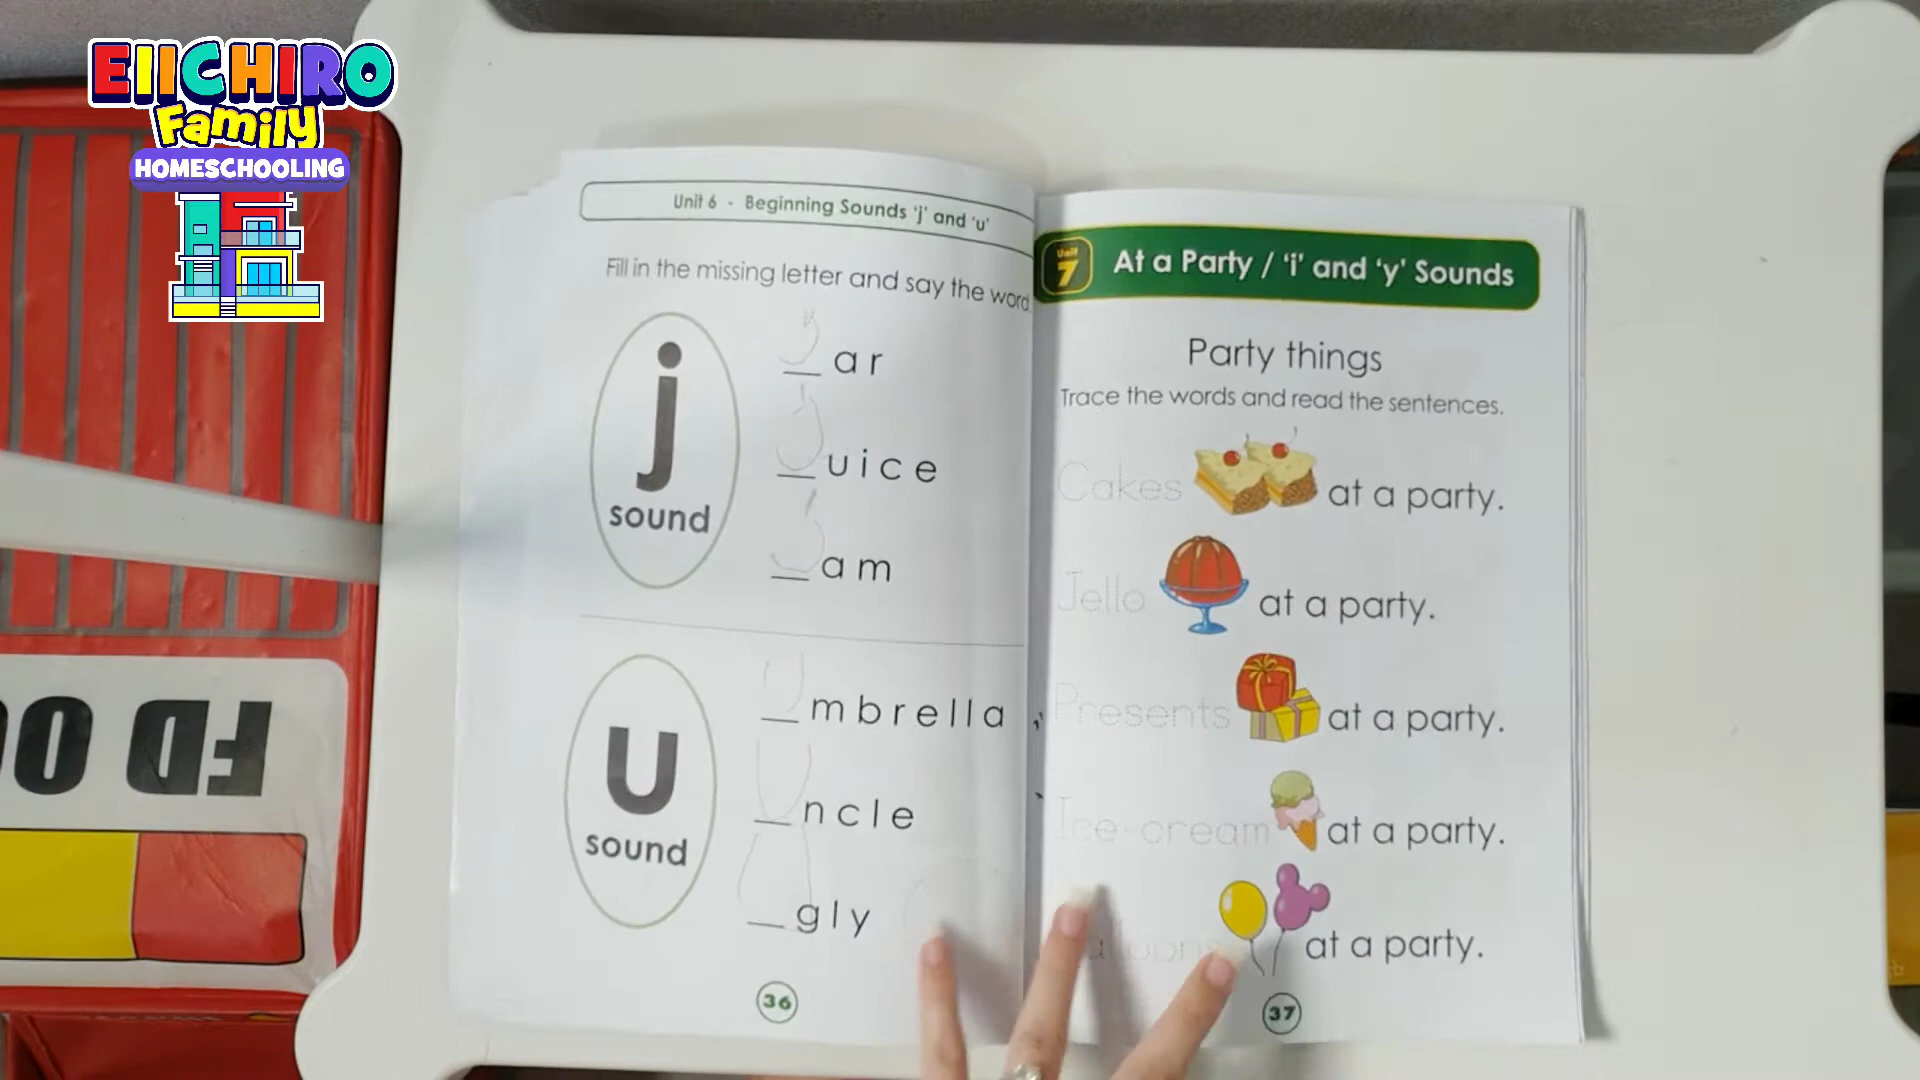 EIICHIRO
Family
HOMESCHOOLING
Unit 6 - Beginning Sounds 'j' and 'u'
Fill in the missing letter and say the word.
j
sound
j ar
j uice
j am
u
sound
U mbrella
U ncle
U gly
36
Unit
7
At a Party / 'i' and 'y' Sounds
Party things
Trace the words and read the sentences.
Cakes at a party.
Jello at a party.
Presents at a party.
Ice-cream at a party.
alloons at a party.
37
FD 00